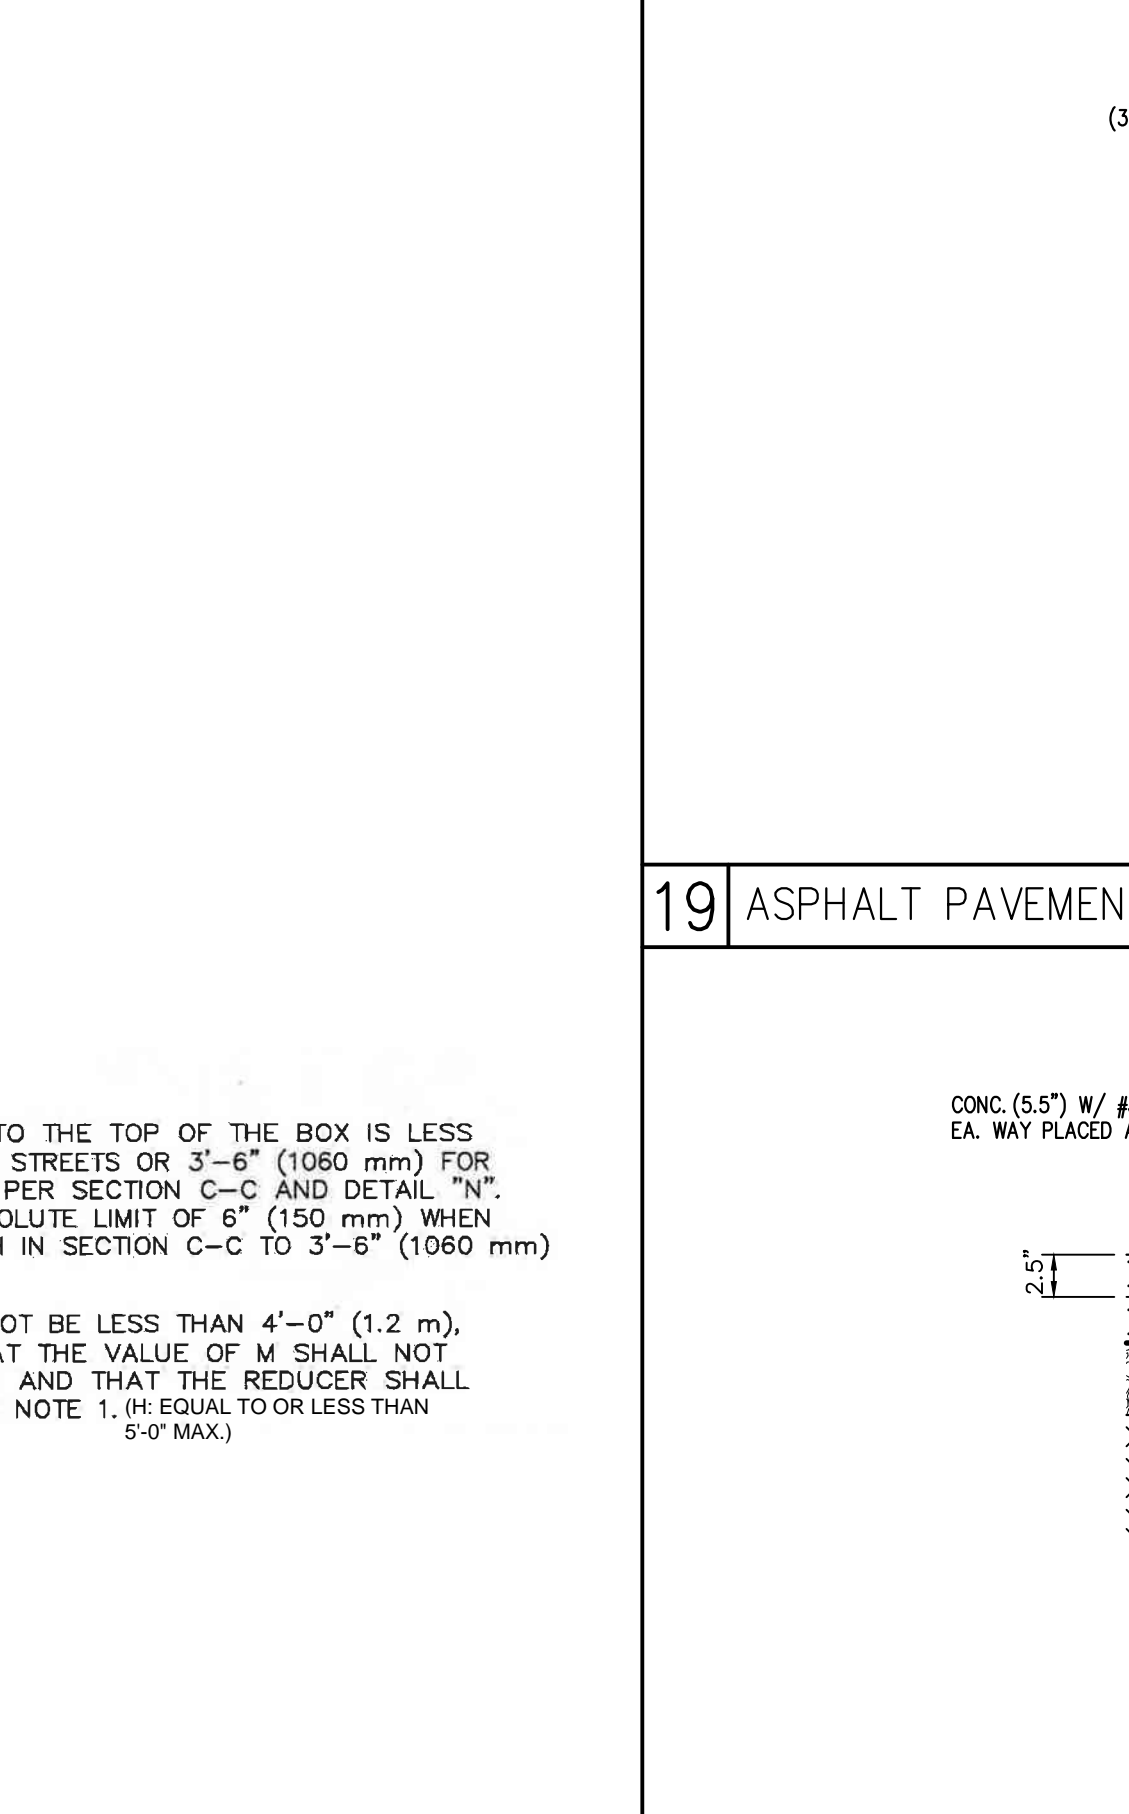 TO THE TOP OF THE BOX IS LESS
STREETS OR 3'-6" (1060 mm) FOR
PER SECTION C-C AND DETAIL "N".
OLUTE LIMIT OF 6" (150 mm) WHEN
IN SECTION C-C TO 3'-6" (1060 mm)
OT BE LESS THAN 4'-0" (1.2 m),
AT THE VALUE OF M SHALL NOT
AND THAT THE REDUCER SHALL
NOTE 1. (H: EQUAL TO OR LESS THAN
5'-0" MAX.)
(3
19 ASPHALT PAVEMEN
CONC. (5.5") W/ #
EA. WAY PLACED A
2.5"